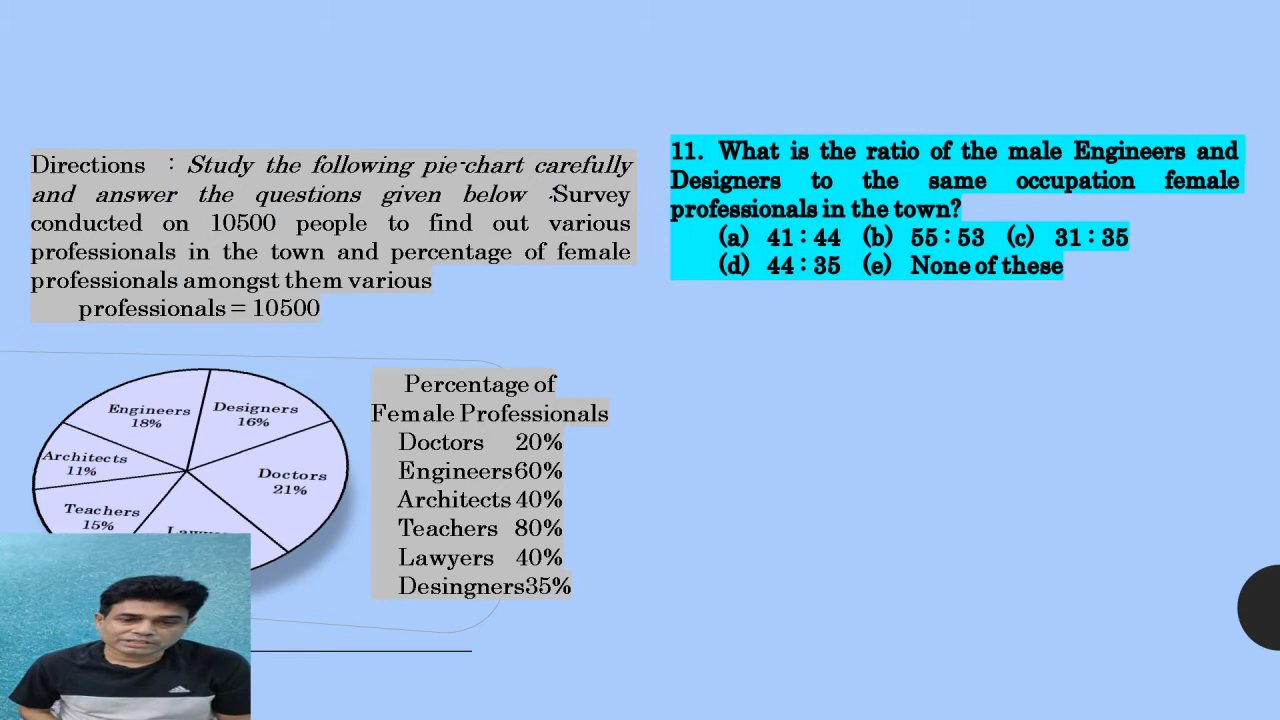 Directions : Study the following pie-chart carefully
and answer the questions given below :Survey
conducted on 10500 people to find out various
professionals in the town and percentage of female
professionals amongst them various
professionals = 10500
11. What is the ratio of the male Engineers and
Designers to the same occupation female
professionals in the town?
(a) 41 : 44 (b) 55 : 53 (c) 31 : 35
(d) 44 : 35 (e) None of these
Engineers
18%
Designers
16%
Architects
11%
Doctors
21%
Teachers
15%
Percentage of
Female Professionals
Doctors 20%
Engineers60%
Architects 40%
Teachers 80%
Lawyers 40%
Desingners35%